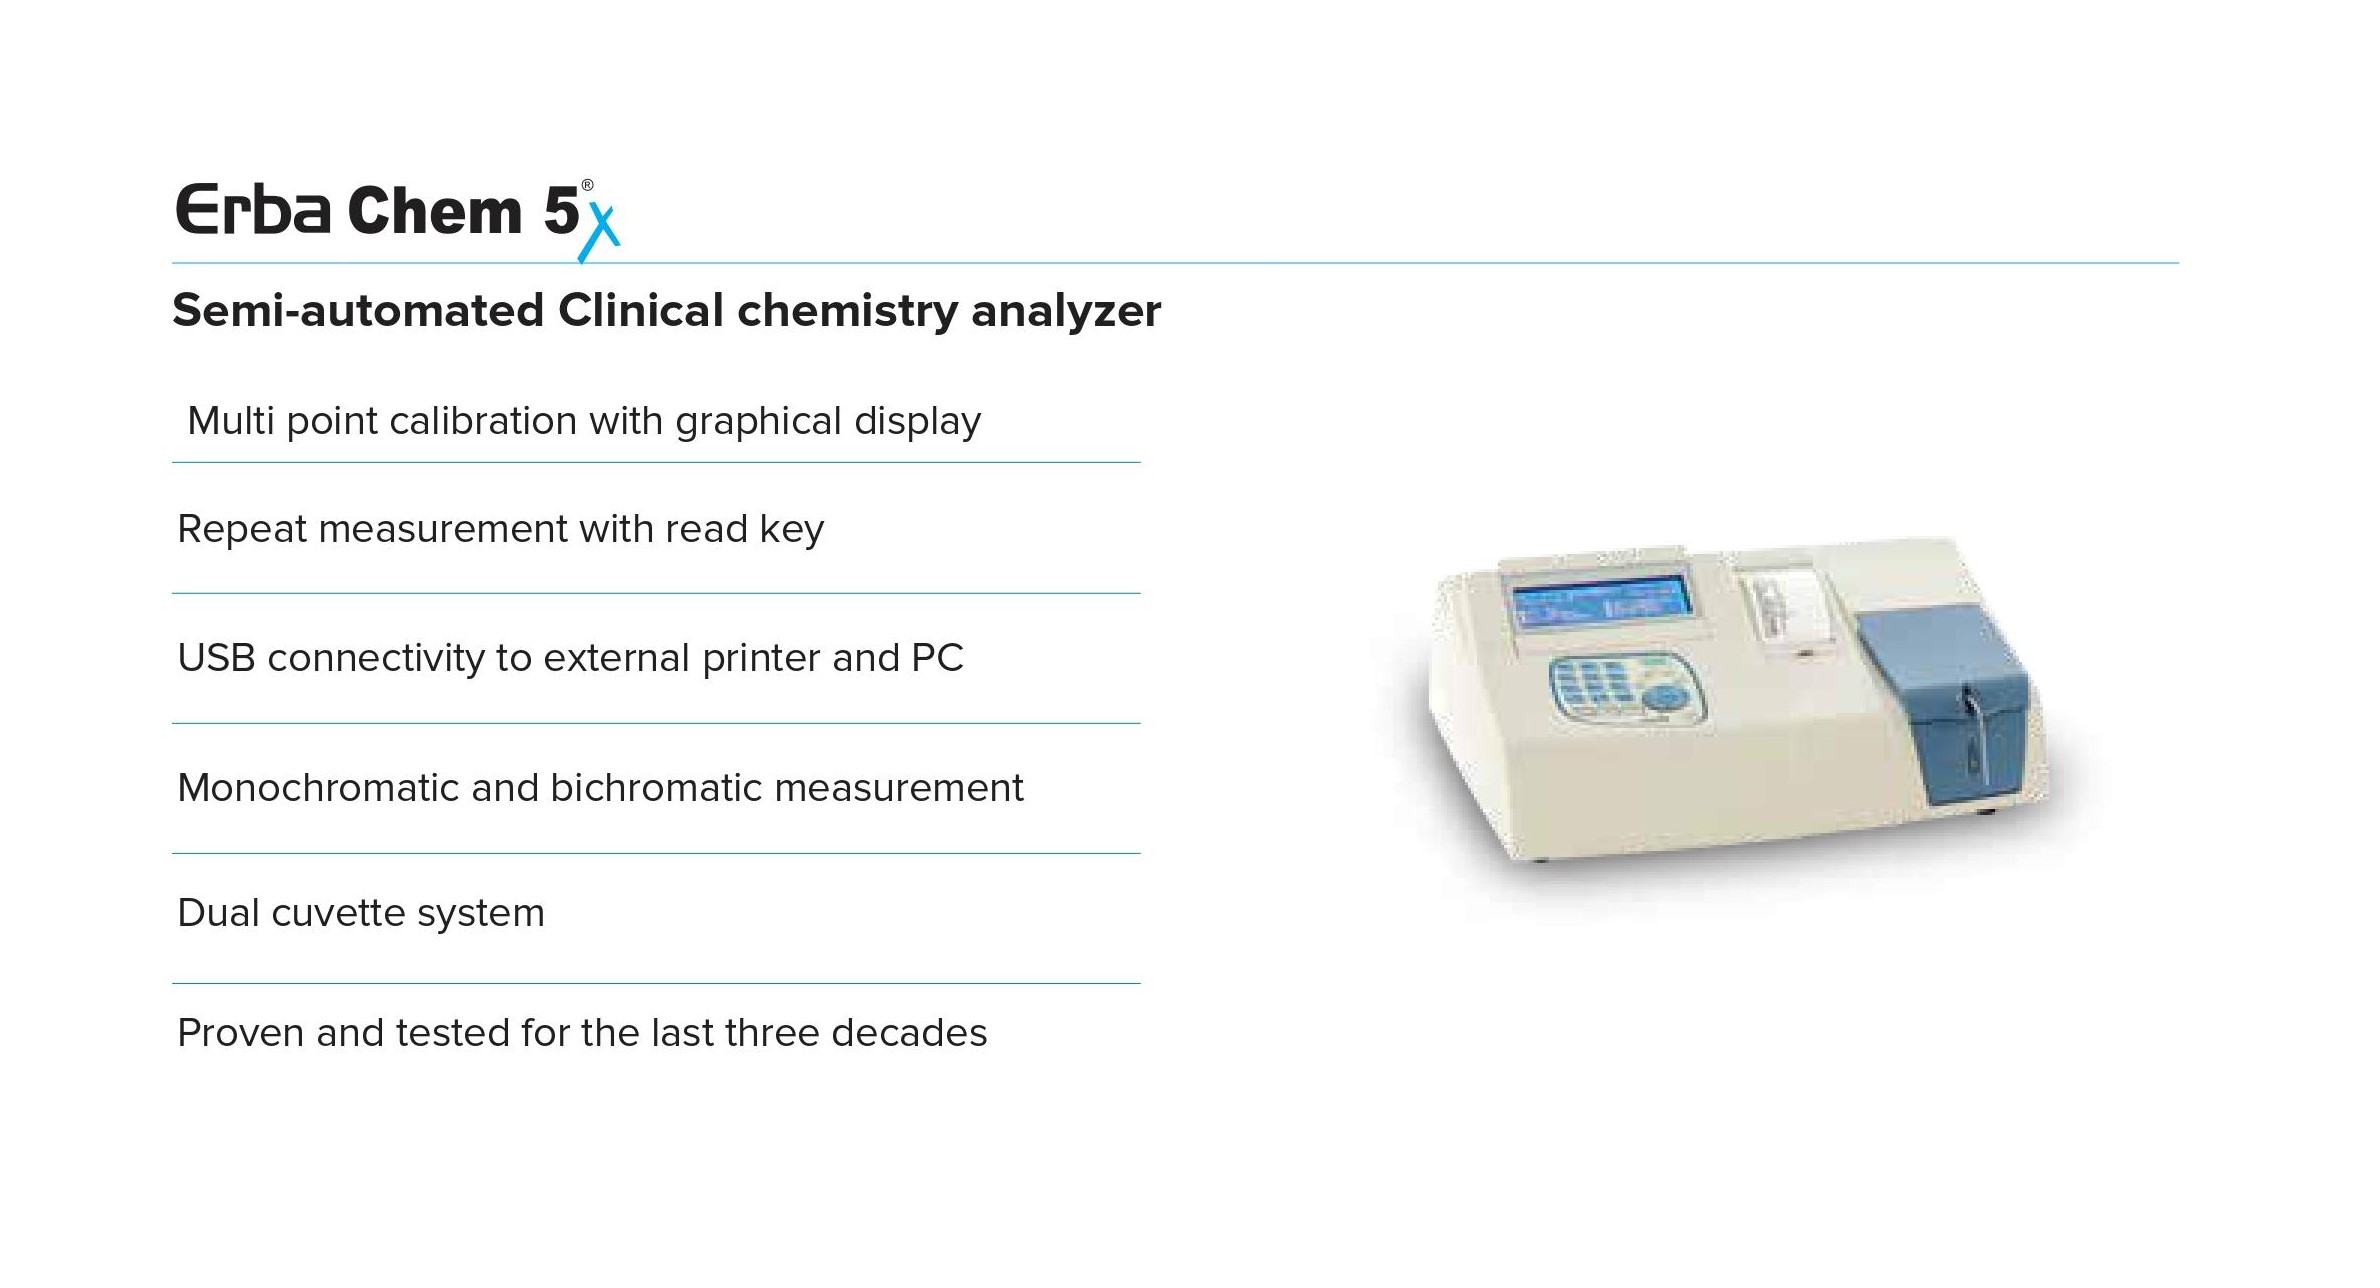 Erba Chem 5x®
Semi-automated Clinical chemistry analyzer
Multi point calibration with graphical display
Repeat measurement with read key
USB connectivity to external printer and PC
Monochromatic and bichromatic measurement
Dual cuvette system
Proven and tested for the last three decades